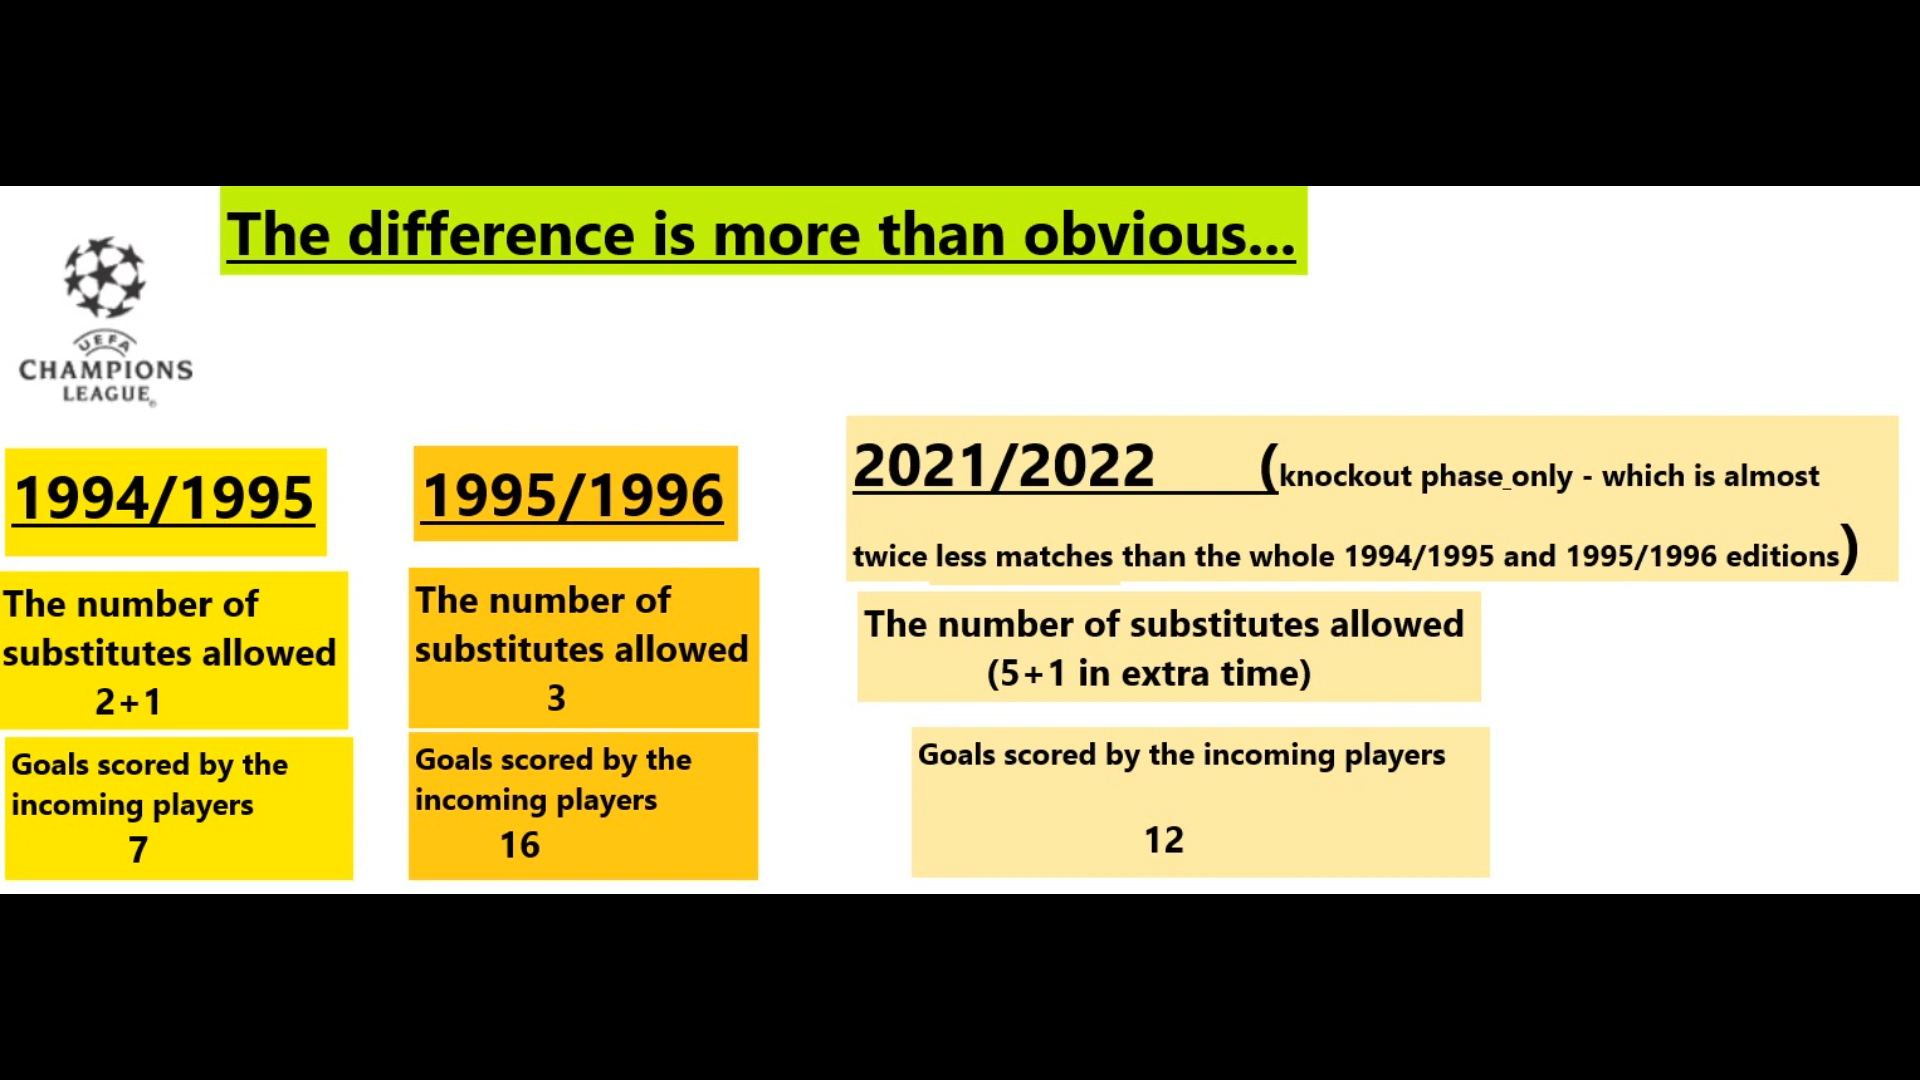 The difference is more than obvious...
UEFA
CHAMPIONS
LEAGUE
1994/1995
The number of
substitutes allowed
2+1
Goals scored by the
incoming players
7
1995/1996
The number of
substitutes allowed
3
Goals scored by the
incoming players
16
2021/2022 (knockout phase_only - which is almost
twice less matches than the whole 1994/1995 and 1995/1996 editions)
The number of substitutes allowed
(5+1 in extra time)
Goals scored by the incoming players
12